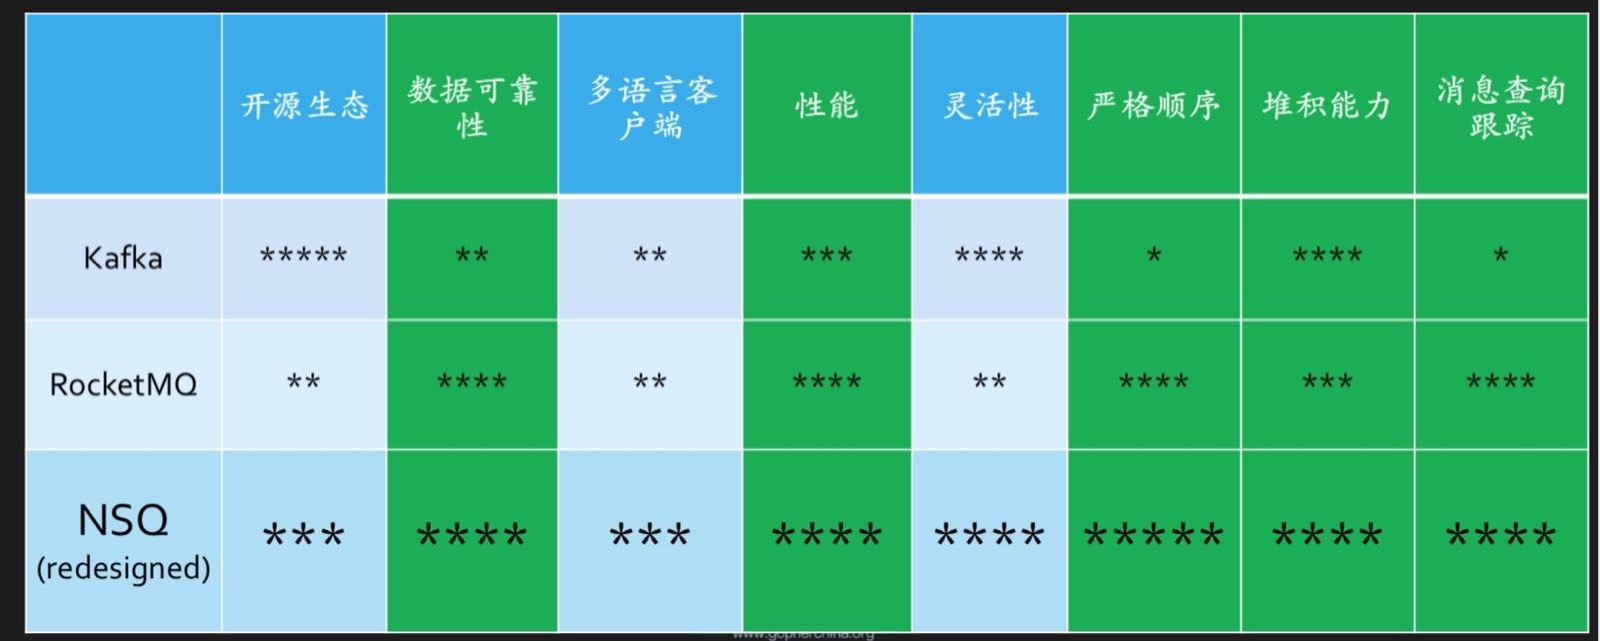 开源生态 数据可靠性 多语言客户端 性能 灵活性 严格顺序 堆积能力 消息查询跟踪
Kafka ***** ** ** *** **** * **** *
RocketMQ ** **** ** **** ** **** *** ****
NSQ (redesigned) *** **** *** **** **** ***** **** ****
www.gopherchina.org